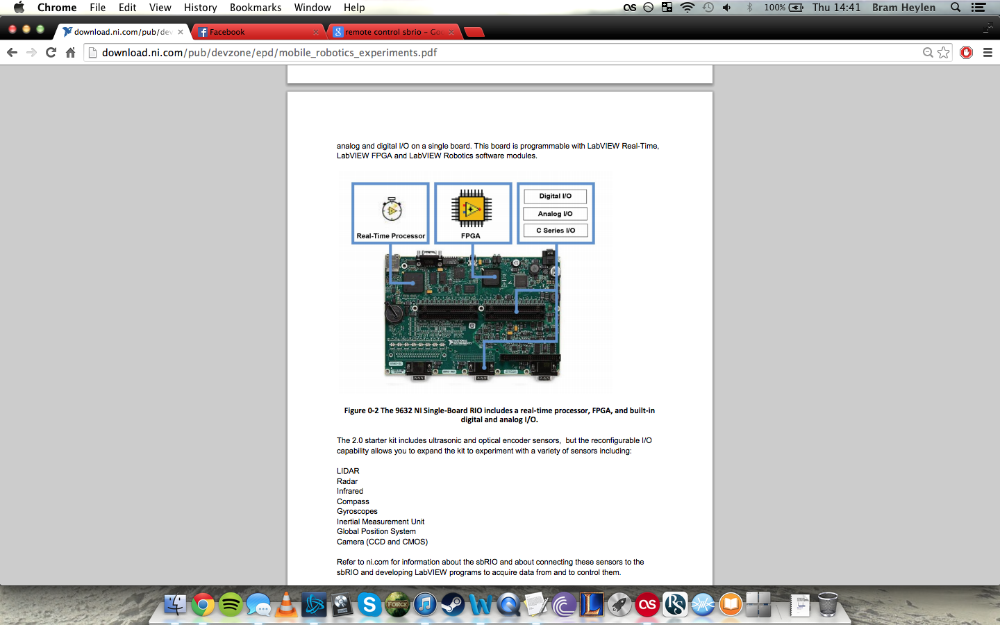 Chrome File Edit View History Bookmarks Window Help 100% Thu 14:41 Bram Heylen
download.ni.com/pub/dev Facebook remote control sbrio - Goo
download.ni.com/pub/devzone/epd/mobile_robotics_experiments.pdf
analog and digital I/O on a single board. This board is programmable with LabVIEW Real-Time,
LabVIEW FPGA and LabVIEW Robotics software modules.
Digital I/O
Analog I/O
C Series I/O
Real-Time Processor FPGA
NATIONAL INSTRUMENTS
Figure 0-2 The 9632 NI Single-Board RIO includes a real-time processor, FPGA, and built-in
digital and analog I/O.
The 2.0 starter kit includes ultrasonic and optical encoder sensors, but the reconfigurable I/O
capability allows you to expand the kit to experiment with a variety of sensors including:
LIDAR
Radar
Infrared
Compass
Gyroscopes
Inertial Measurement Unit
Global Position System
Camera (CCD and CMOS)
Refer to ni.com for information about the sbRIO and about connecting these sensors to the
sbRIO and developing LabVIEW programs to acquire data from and to control them.
FORGE